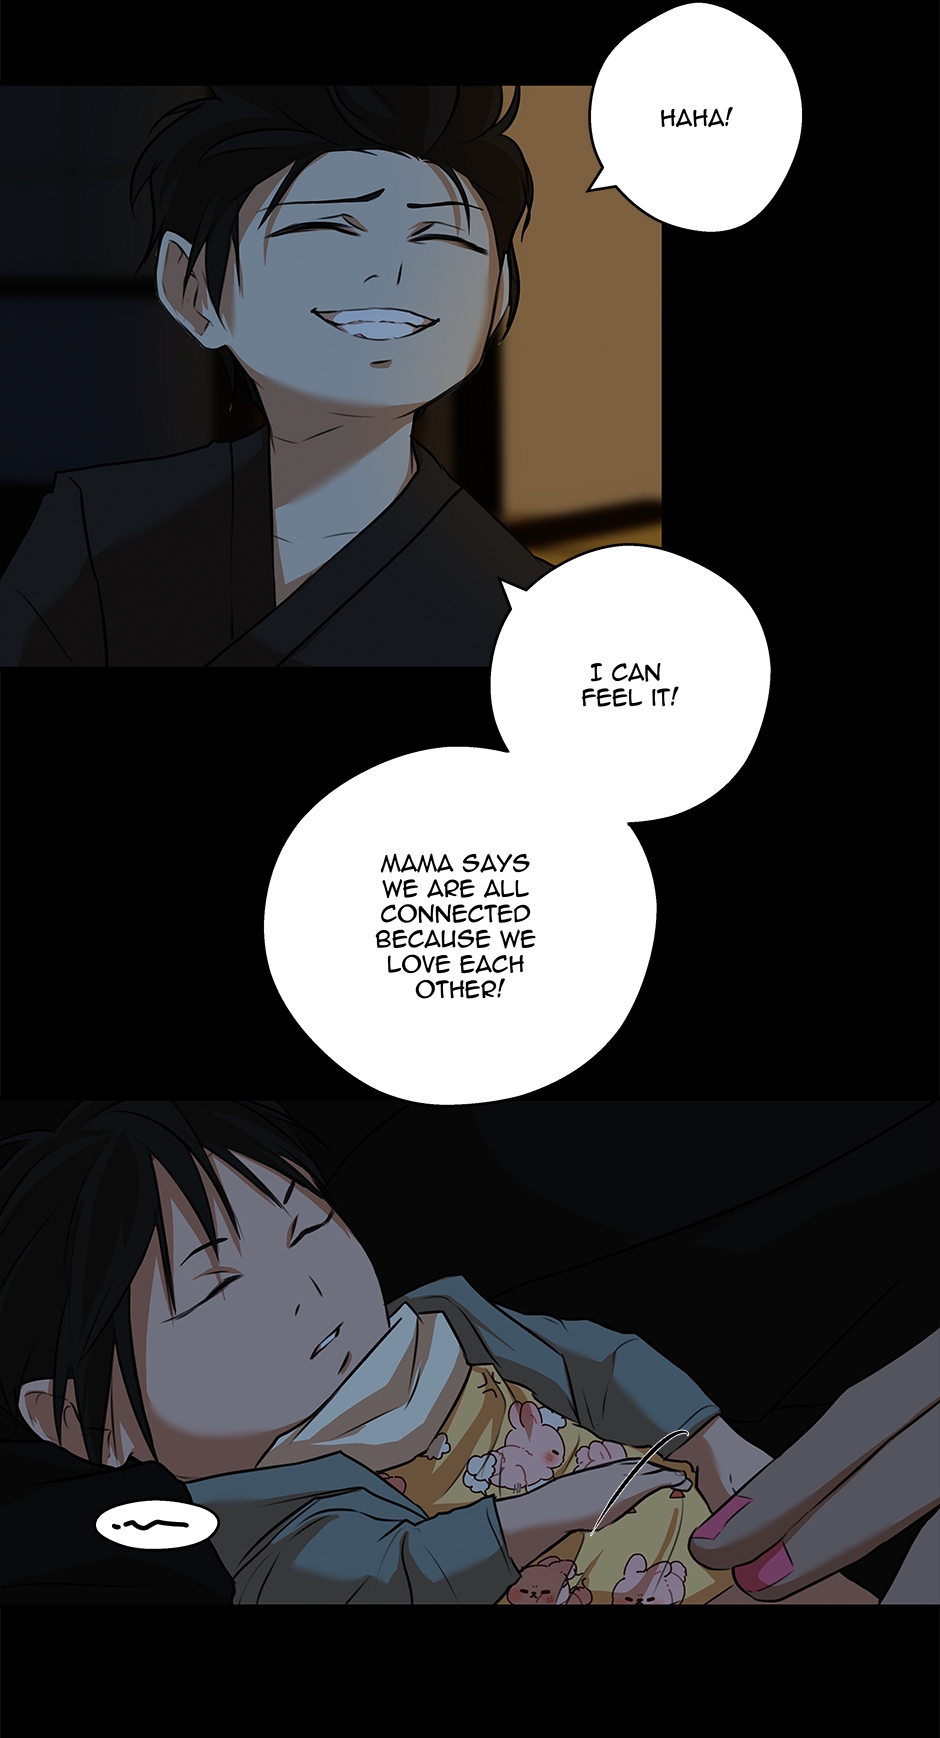 HAHA!
I CAN
FEEL IT!
MAMA SAYS
WE ARE ALL
CONNECTED
BECAUSE WE
LOVE EACH
OTHER!